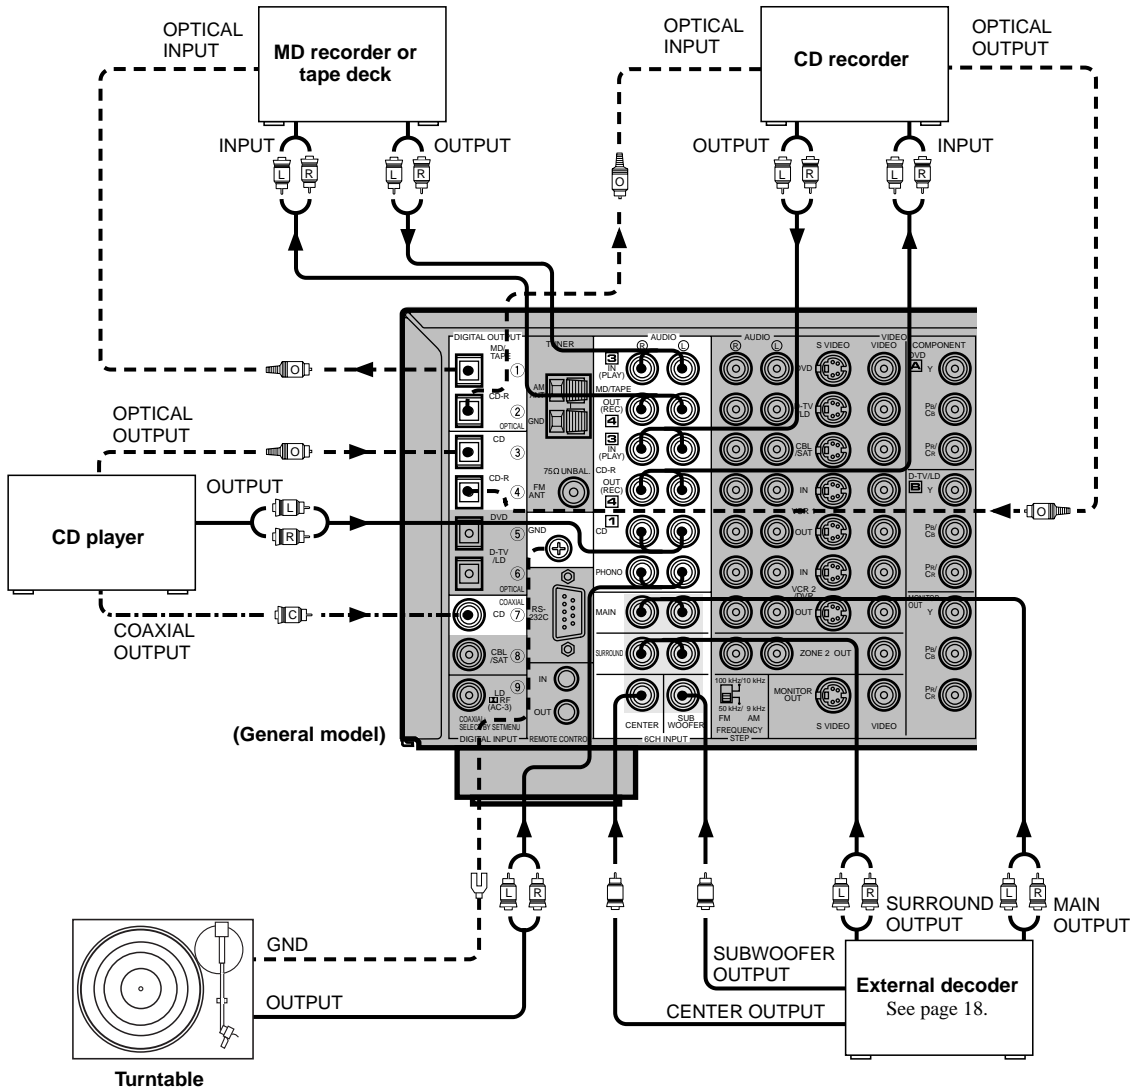 OPTICAL
INPUT
MD recorder or
tape deck
OPTICAL
INPUT
CD recorder
OPTICAL
OUTPUT
INPUT
OUTPUT
OUTPUT
INPUT
L
R
L
R
O
L
R
L
R
DIGITAL OUTPUT
MD/
TAPE
1
CD-R
2
OPTICAL
TUNER
AM
ANT
GND
75Ω UNBAL.
FM
ANT
AUDIO
R
L
3
IN
(PLAY)
MD/TAPE
OUT
(REC)
4
3
IN
(PLAY)
CD-R
OUT
(REC)
4
1
CD
PHONO
MAIN
SURROUND
CENTER
SUB
WOOFER
6CH INPUT
AUDIO
R
L
VIDEO
S VIDEO
VIDEO
DVD
D-TV
/LD
CBL
/SAT
IN
VCR 1
OUT
IN
VCR 2
/DVR
OUT
ZONE 2 OUT
100 kHz/10 kHz
50 kHz/ 9 kHz
FM AM
FREQUENCY
STEP
MONITOR
OUT
S VIDEO
VIDEO
COMPONENT
DVD
A
Y
PB/
CB
PR/
CR
D-TV/LD
B
Y
PB/
CB
PR/
CR
MONITOR
OUT
Y
PB/
CB
PR/
CR
O
OPTICAL
OUTPUT
O
CD
3
CD-R
4
DVD
5
D-TV
/LD
6
OPTICAL
COAXIAL
CD
7
CBL
/SAT
8
9
LD
RF
(AC-3)
COAXIAL
SELECT BY SETMENU
DIGITAL INPUT
GND
RS-
232C
IN
OUT
REMOTE CONTROL
O
OUTPUT
L
R
CD player
C
COAXIAL
OUTPUT
(General model)
L
R
L
R
L
R
SURROUND
OUTPUT
MAIN
OUTPUT
GND
OUTPUT
SUBWOOFER
OUTPUT
CENTER OUTPUT
External decoder
See page 18.
Turntable